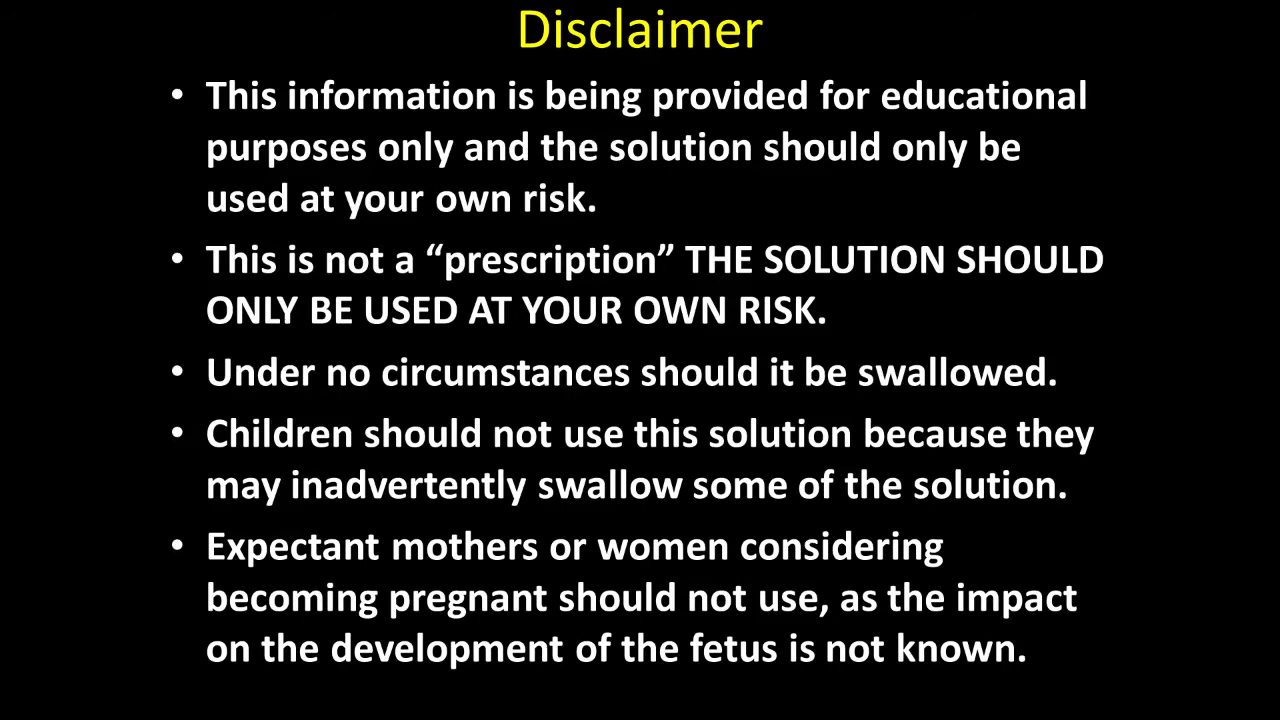 Disclaimer
• This information is being provided for educational
purposes only and the solution should only be
used at your own risk.
• This is not a “prescription” THE SOLUTION SHOULD
ONLY BE USED AT YOUR OWN RISK.
• Under no circumstances should it be swallowed.
• Children should not use this solution because they
may inadvertently swallow some of the solution.
• Expectant mothers or women considering
becoming pregnant should not use, as the impact
on the development of the fetus is not known.